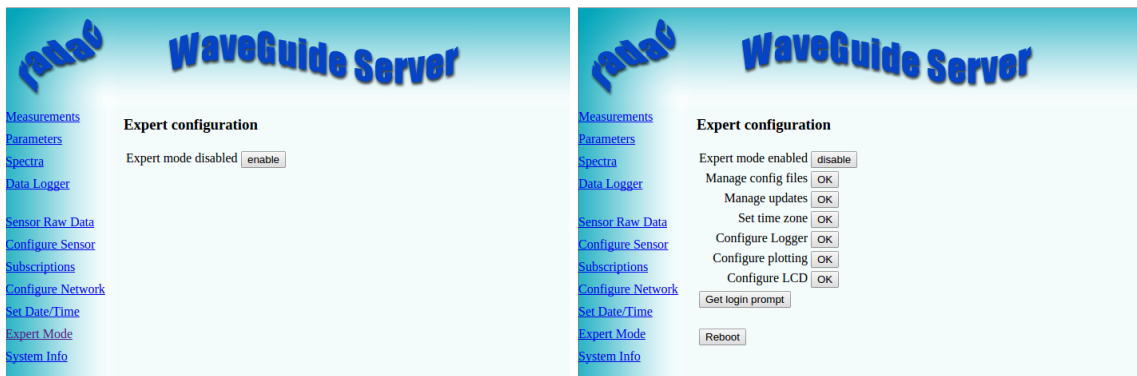 radac
WaveGuide Server
Measurements
Parameters
Spectra
Data Logger
Sensor Raw Data
Configure Sensor
Subscriptions
Configure Network
Set Date/Time
Expert Mode
System Info
Expert configuration
Expert mode disabled enable
radac
WaveGuide Server
Measurements
Parameters
Spectra
Data Logger
Sensor Raw Data
Configure Sensor
Subscriptions
Configure Network
Set Date/Time
Expert Mode
System Info
Expert configuration
Expert mode enabled disable
Manage config files OK
Manage updates OK
Set time zone OK
Configure Logger OK
Configure plotting OK
Configure LCD OK
Get login prompt
Reboot